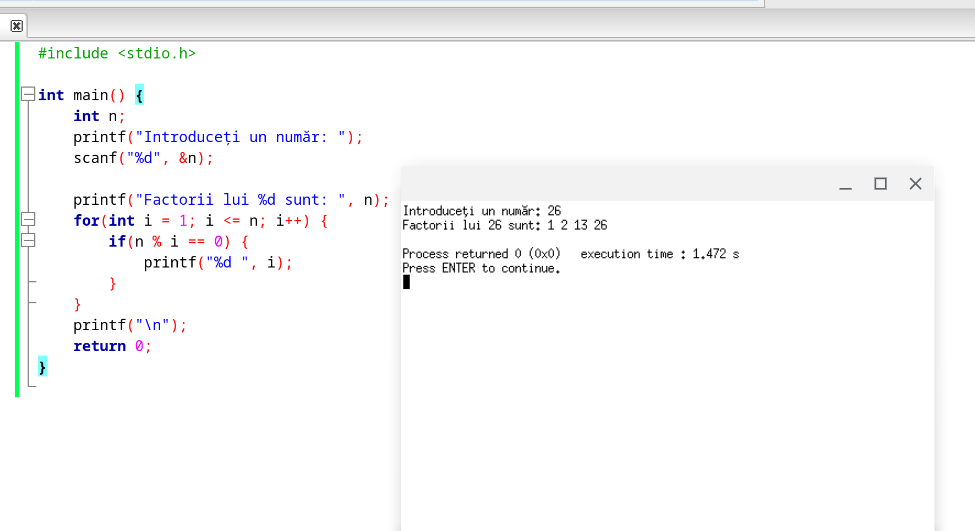 #include <stdio.h>
int main() {
int n;
printf("Introduceți un număr: ");
scanf("%d", &n);
printf("Factorii lui %d sunt: ", n);
for(int i = 1; i <= n; i++) {
if(n % i == 0) {
printf("%d ", i);
}
}
printf("\n");
return 0;
}
Introduceți un număr: 26
Factorii lui 26 sunt: 1 2 13 26
Process returned 0 (0x0)   execution time : 1.472 s
Press ENTER to continue.